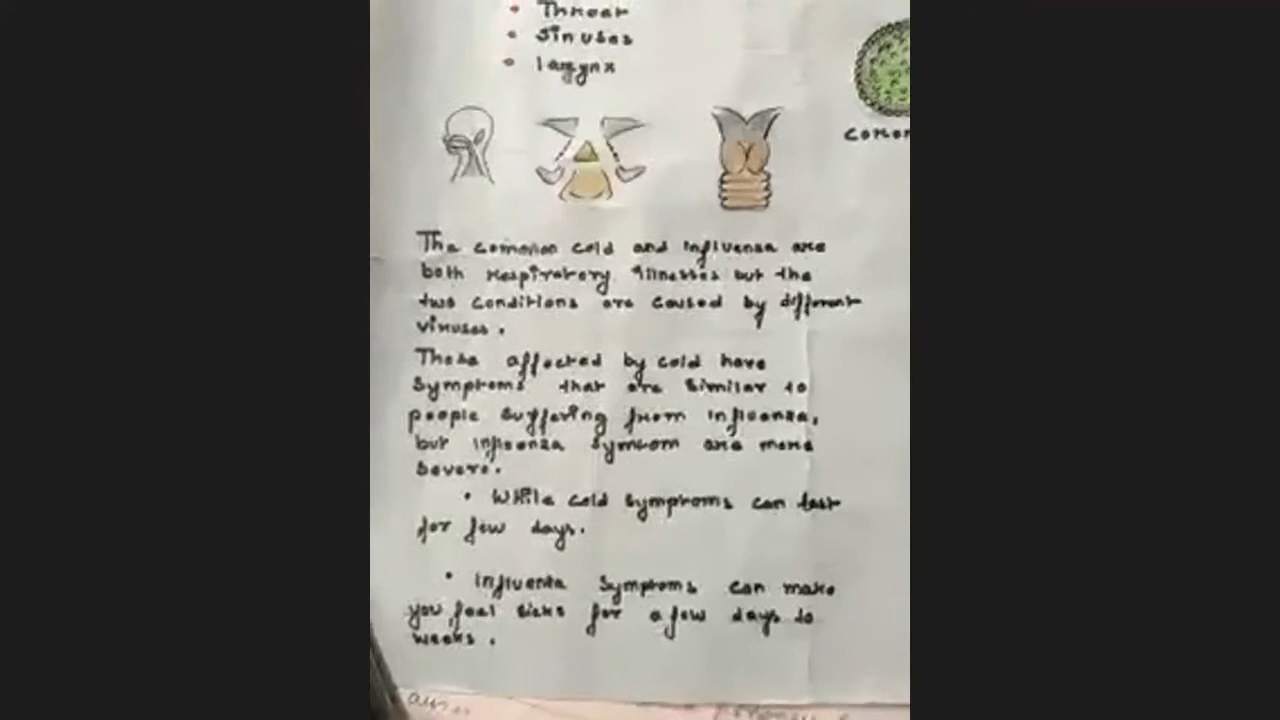 • Throat
• Sinuses
• larynx
Coron
The common cold and influenza are
both respiratory illnesses but the
two conditions are caused by different
viruses.
Those affected by cold have
symptoms that are similar to
people suffering from influenza,
but influenza symtom are more
severe.
• While cold symptoms can last
for few days.
• Influenza symptoms can make
you feel sicks for a few days to
weeks.